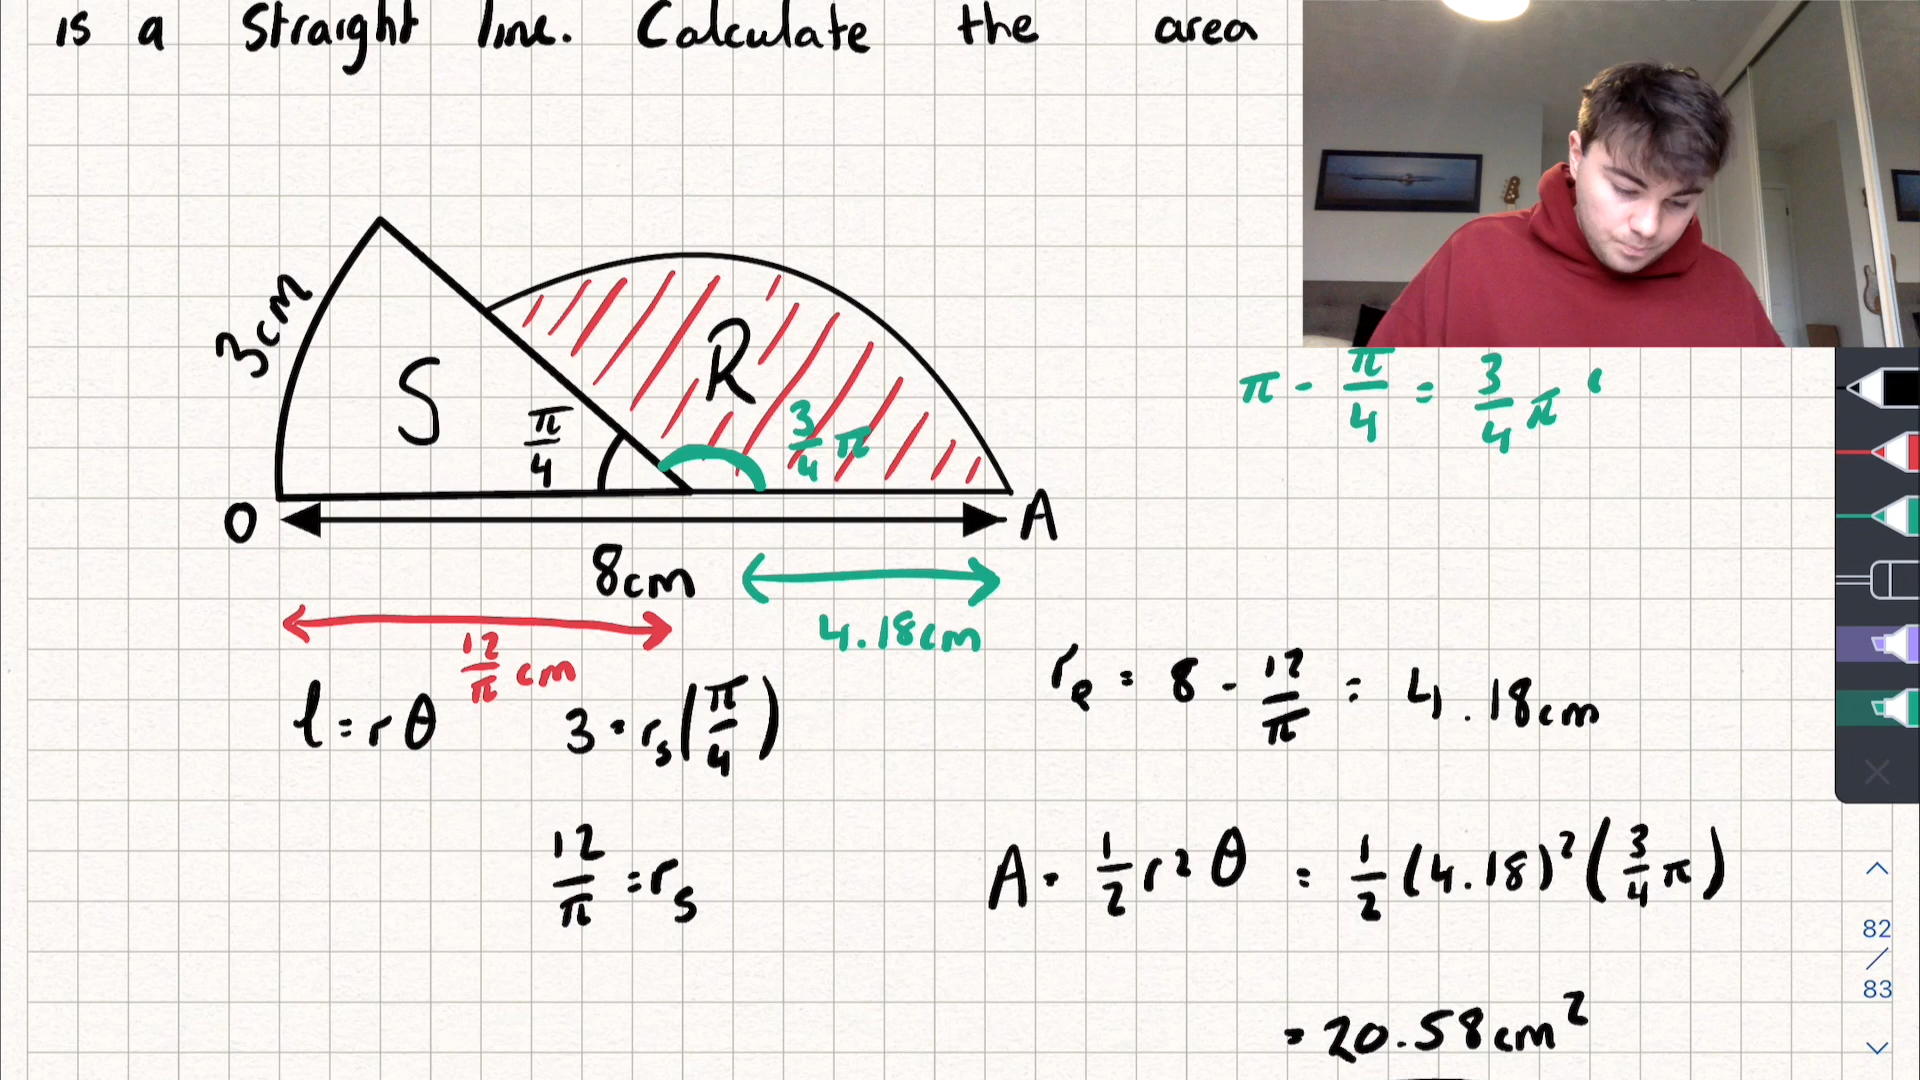 is a straight line. Calculate the area
3cm
S
π/4
R
3/4 π
π - π/4 = 3/4 π ᶜ
O
A
8cm
4.18cm
12/π cm
l = rθ
3 = r_s (π/4)
12/π = r_s
r_R = 8 - 12/π = 4.18cm
A = 1/2 r² θ = 1/2 (4.18)² (3/4 π)
= 20.58cm²
82
/
83